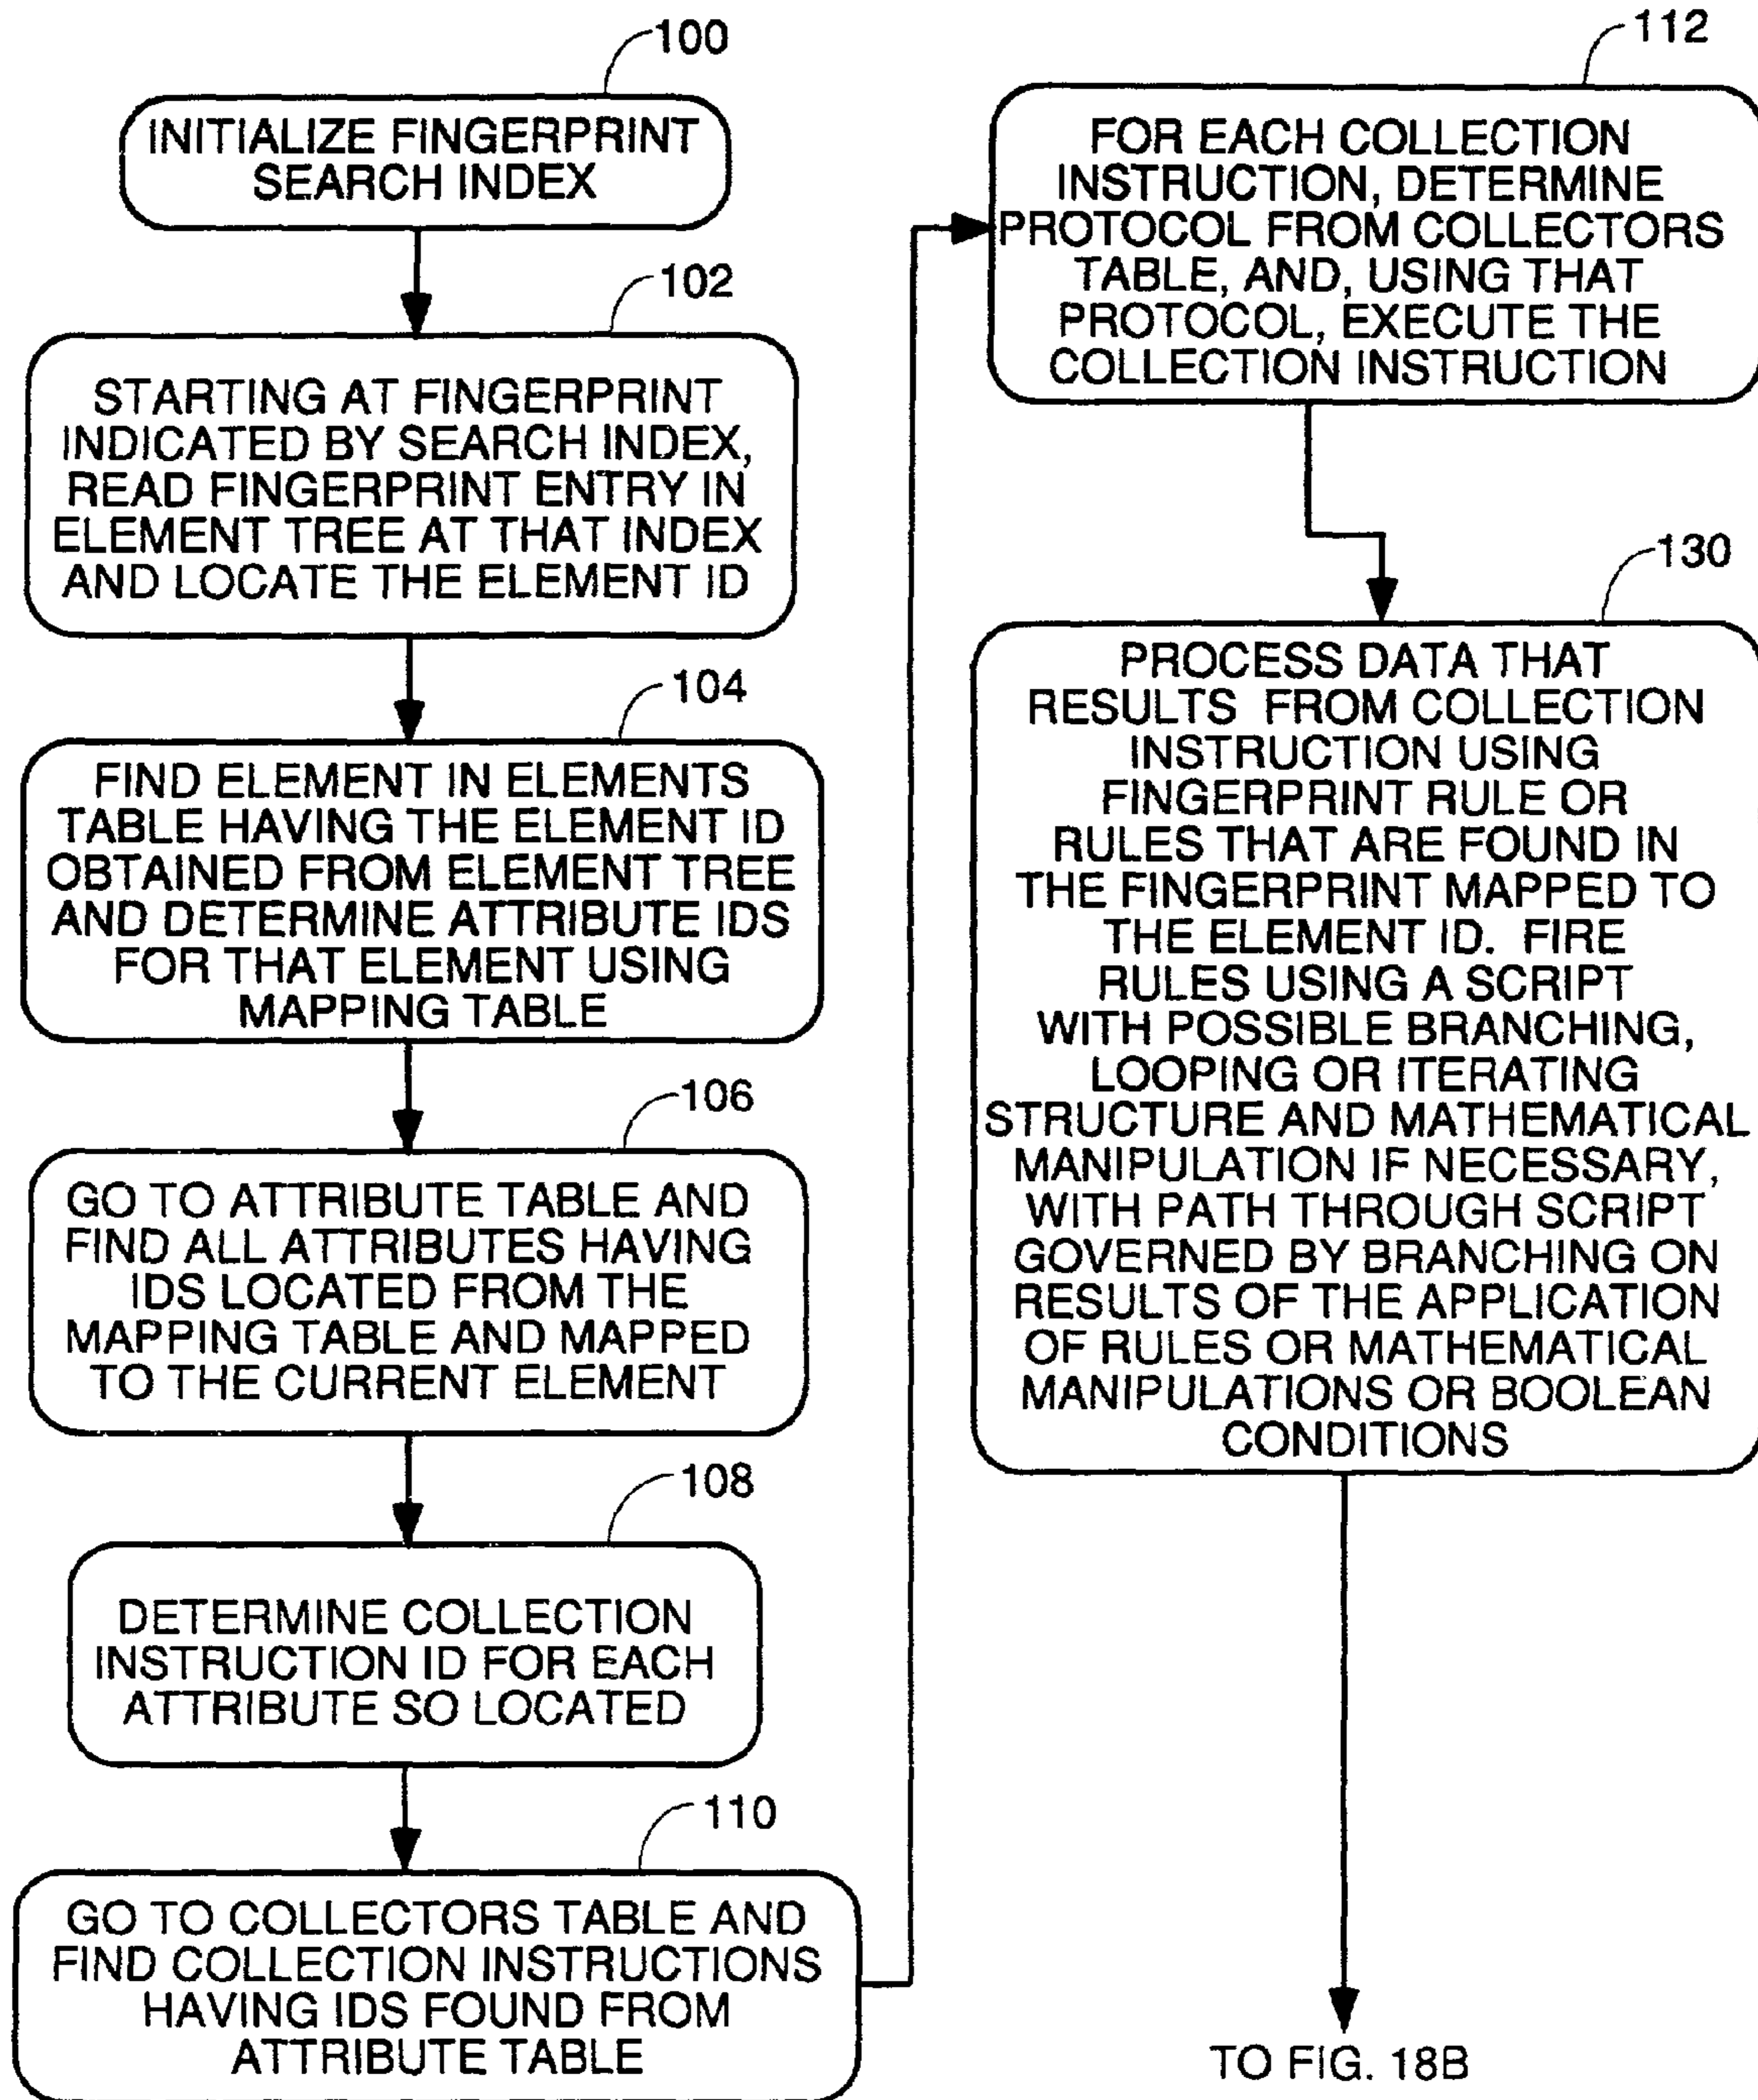 100
INITIALIZE FINGERPRINT
SEARCH INDEX
102
STARTING AT FINGERPRINT
INDICATED BY SEARCH INDEX,
READ FINGERPRINT ENTRY IN
ELEMENT TREE AT THAT INDEX
AND LOCATE THE ELEMENT ID
104
FIND ELEMENT IN ELEMENTS
TABLE HAVING THE ELEMENT ID
OBTAINED FROM ELEMENT TREE
AND DETERMINE ATTRIBUTE IDS
FOR THAT ELEMENT USING
MAPPING TABLE
106
GO TO ATTRIBUTE TABLE AND
FIND ALL ATTRIBUTES HAVING
IDS LOCATED FROM THE
MAPPING TABLE AND MAPPED
TO THE CURRENT ELEMENT
108
DETERMINE COLLECTION
INSTRUCTION ID FOR EACH
ATTRIBUTE SO LOCATED
110
GO TO COLLECTORS TABLE AND
FIND COLLECTION INSTRUCTIONS
HAVING IDS FOUND FROM
ATTRIBUTE TABLE
112
FOR EACH COLLECTION
INSTRUCTION, DETERMINE
PROTOCOL FROM COLLECTORS
TABLE, AND, USING THAT
PROTOCOL, EXECUTE THE
COLLECTION INSTRUCTION
130
PROCESS DATA THAT
RESULTS FROM COLLECTION
INSTRUCTION USING
FINGERPRINT RULE OR
RULES THAT ARE FOUND IN
THE FINGERPRINT MAPPED TO
THE ELEMENT ID. FIRE
RULES USING A SCRIPT
WITH POSSIBLE BRANCHING,
LOOPING OR ITERATING
STRUCTURE AND MATHEMATICAL
MANIPULATION IF NECESSARY,
WITH PATH THROUGH SCRIPT
GOVERNED BY BRANCHING ON
RESULTS OF THE APPLICATION
OF RULES OR MATHEMATICAL
MANIPULATIONS OR BOOLEAN
CONDITIONS
TO FIG. 18B